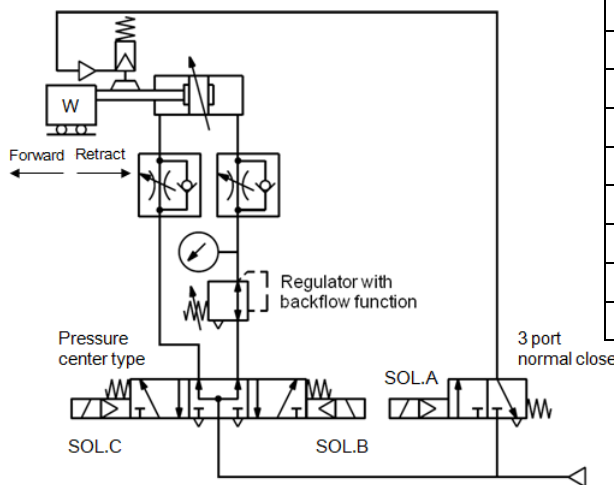 W
Forward
Retract
Regulator with
backflow function
Pressure
center type
3 port
normal close
SOL.A
SOL.C
SOL.B